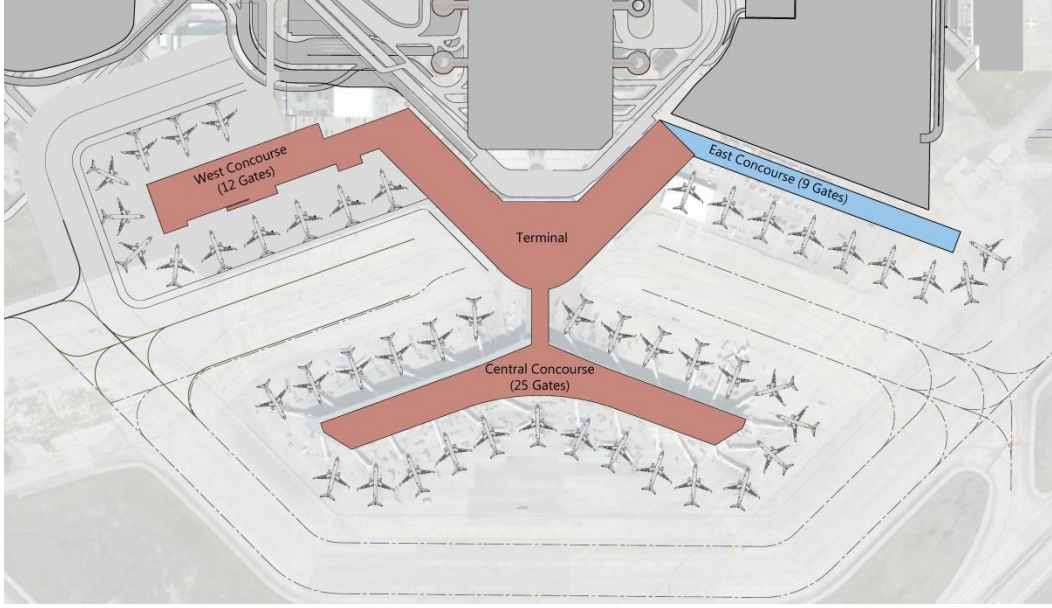 West Concourse
(12 Gates)
East Concourse (9 Gates)
Terminal
Central Concourse
(25 Gates)